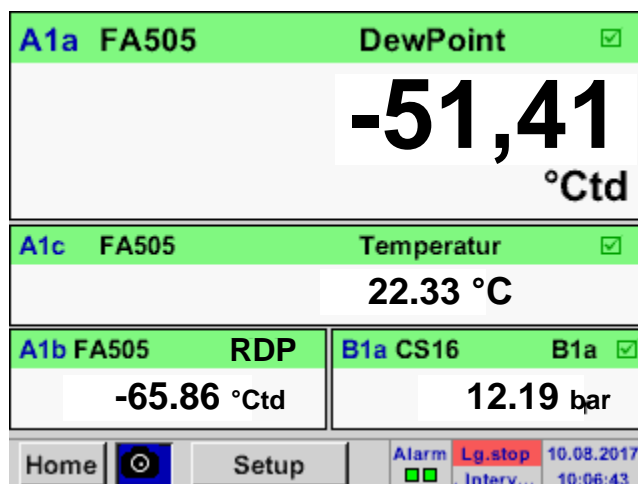 A1a FA505 DewPoint
-51,41
°Ctd
A1c FA505 Temperatur
22.33 °C
A1b FA505 RDP
-65.86 °Ctd
B1a CS16 B1a
12.19 bar
Home Setup Alarm Lg.stop 10.08.2017
Interv... 10:06:43